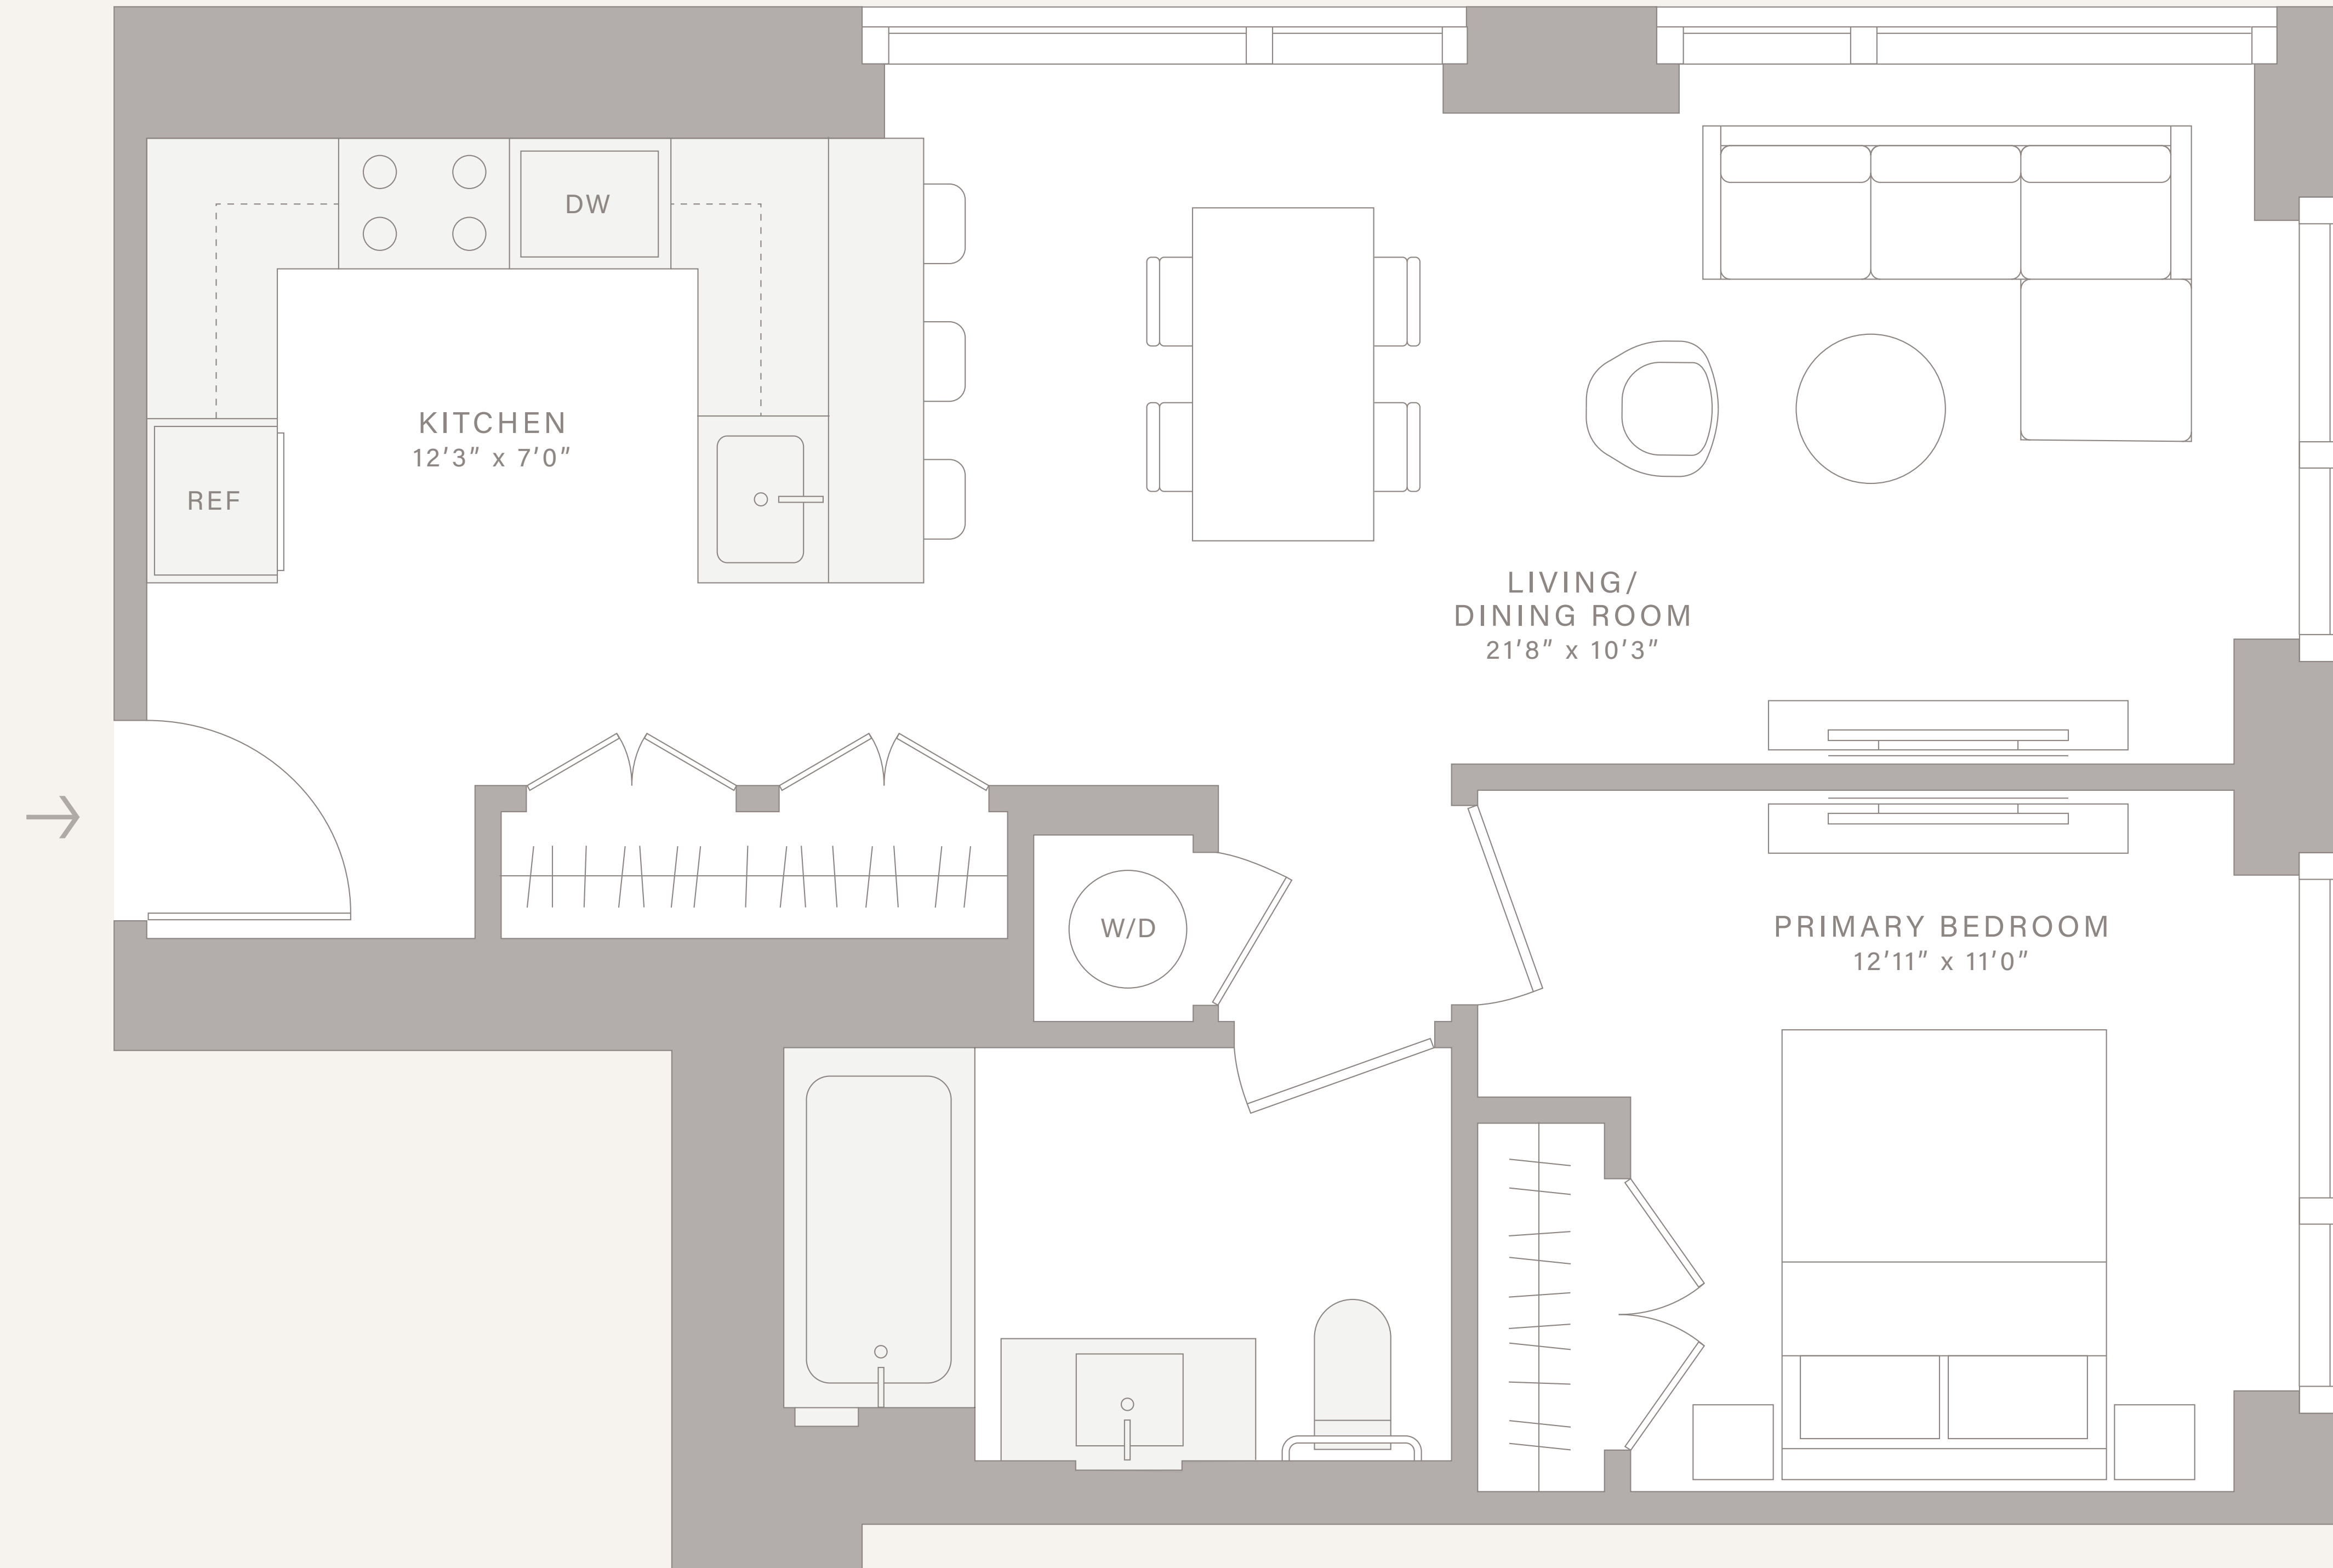 DW
KITCHEN
12’3” x 7’0”
REF
LIVING/
DINING ROOM
21’8” x 10’3”
W/D
PRIMARY BEDROOM
12’11” x 11’0”